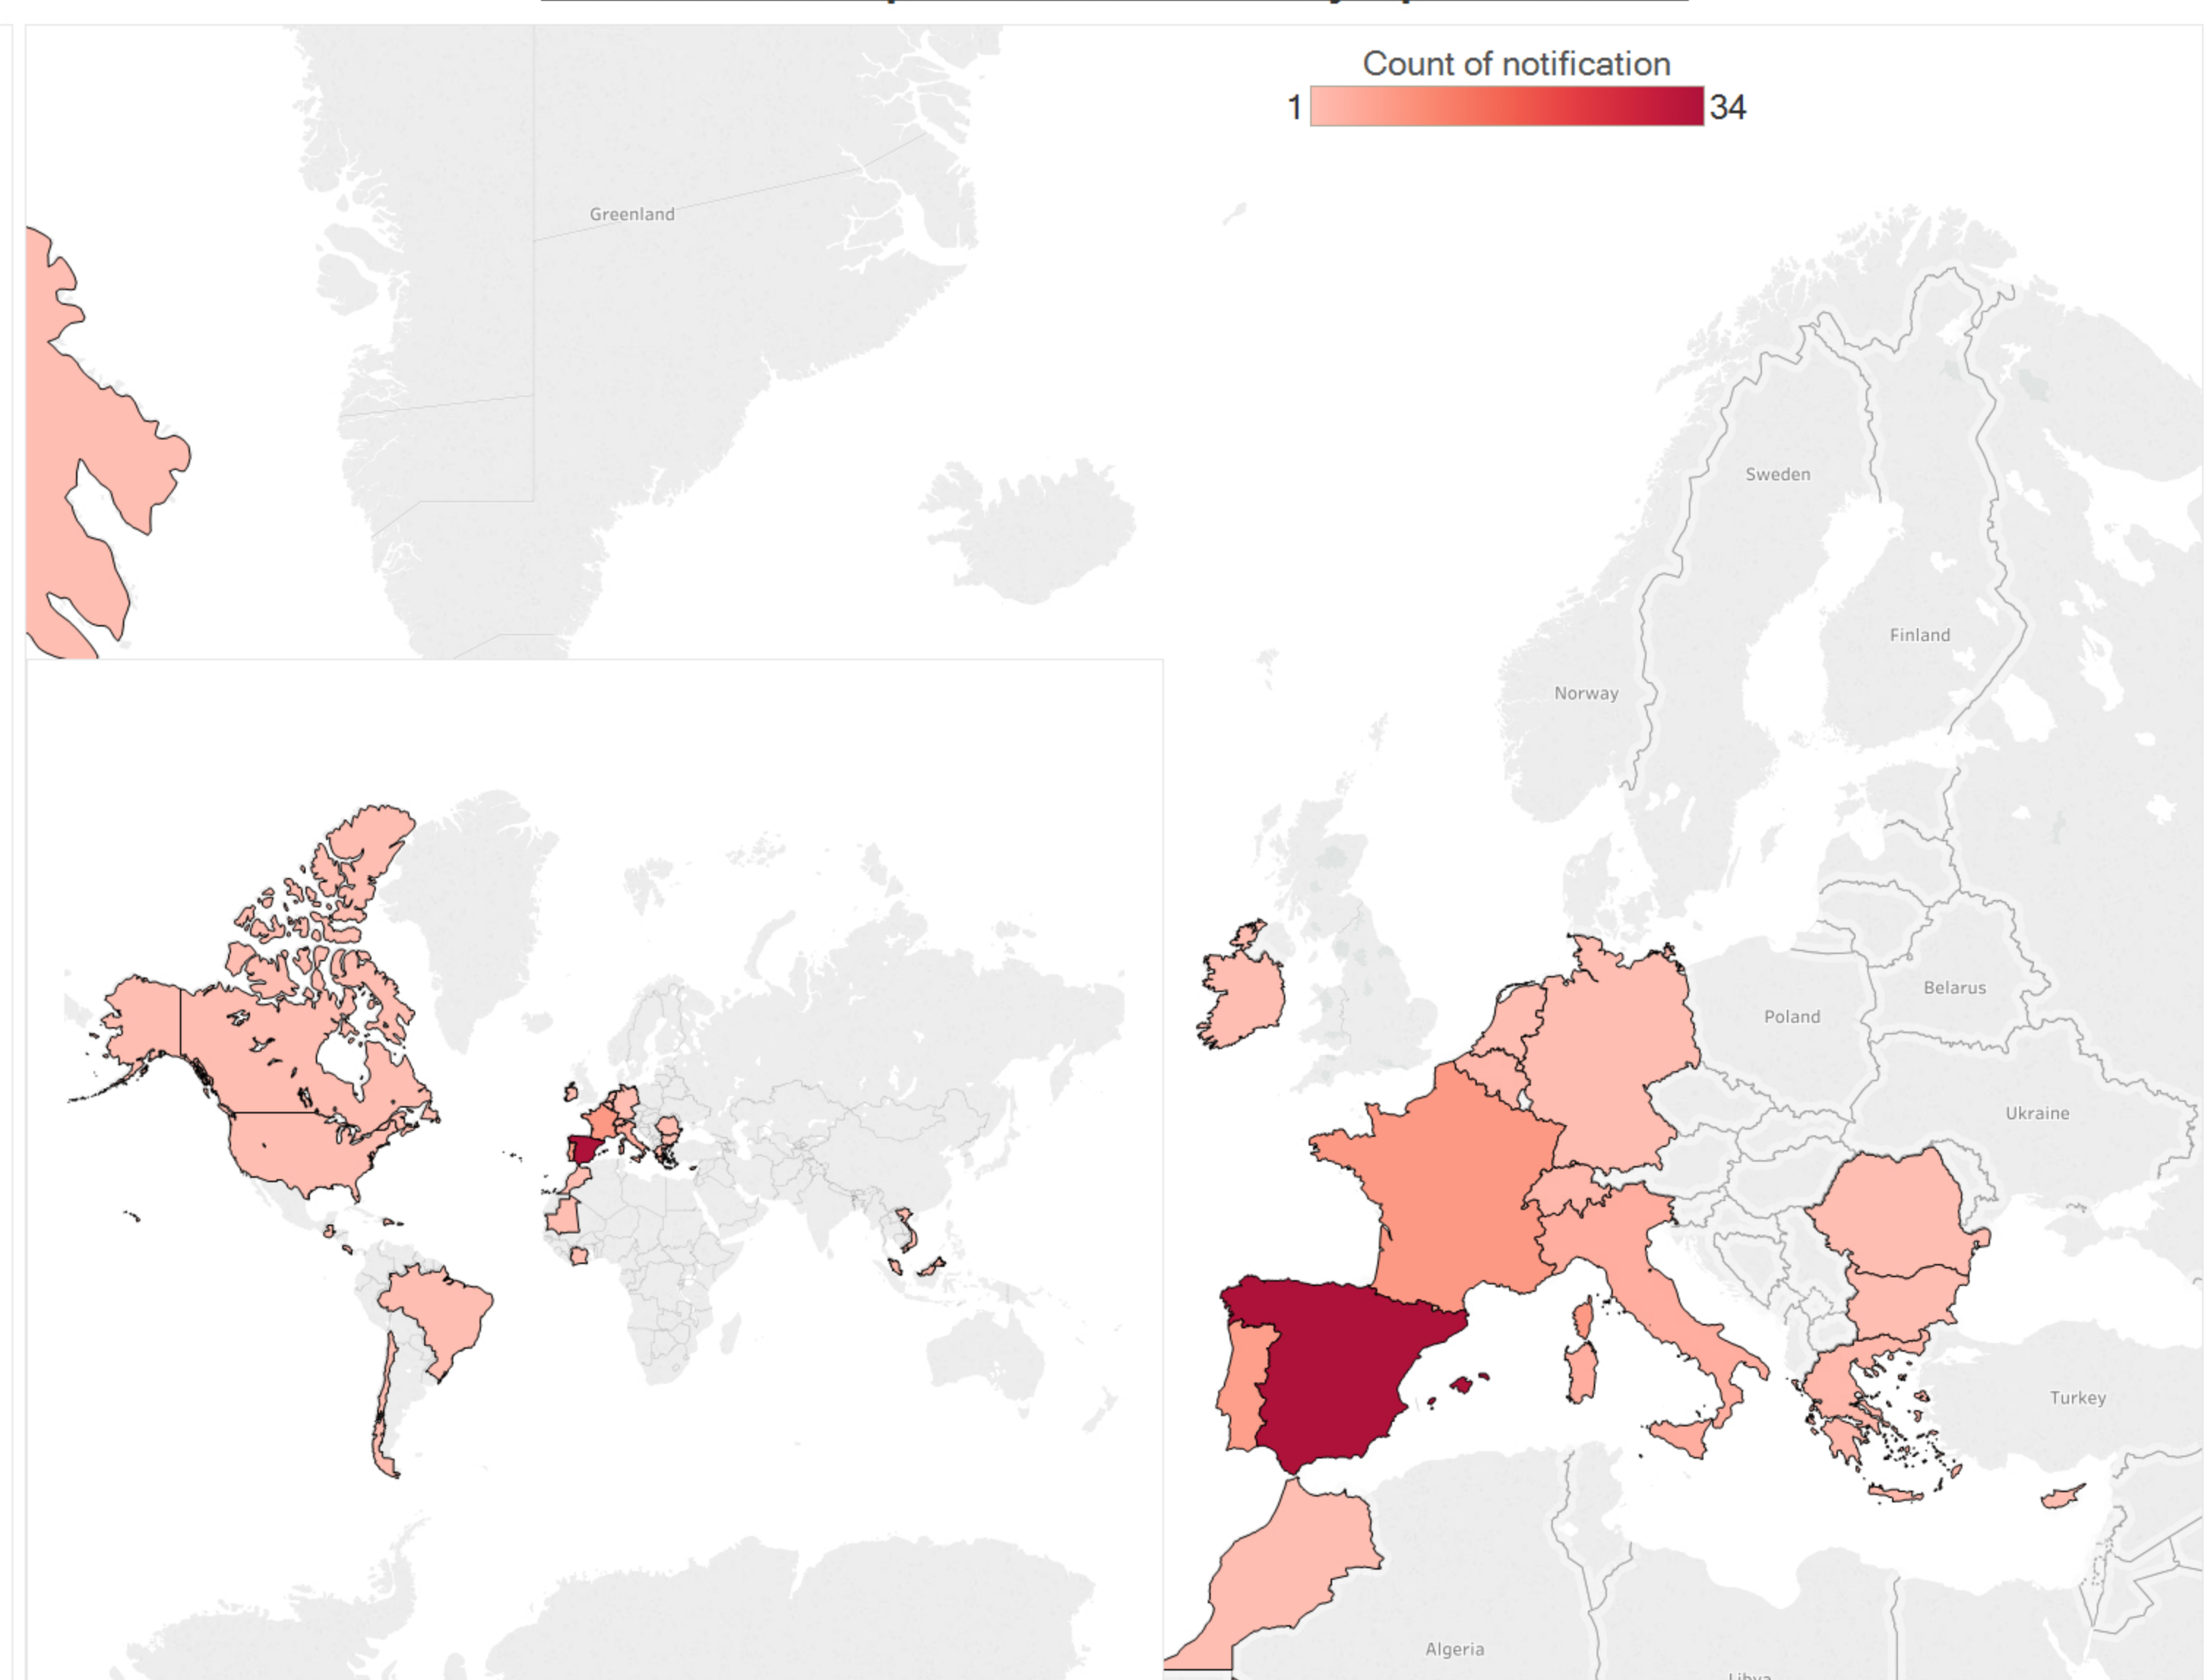 Count of notification
1 34
Greenland
Sweden
Finland
Norway
Belarus
Poland
Ukraine
Turkey
Algeria